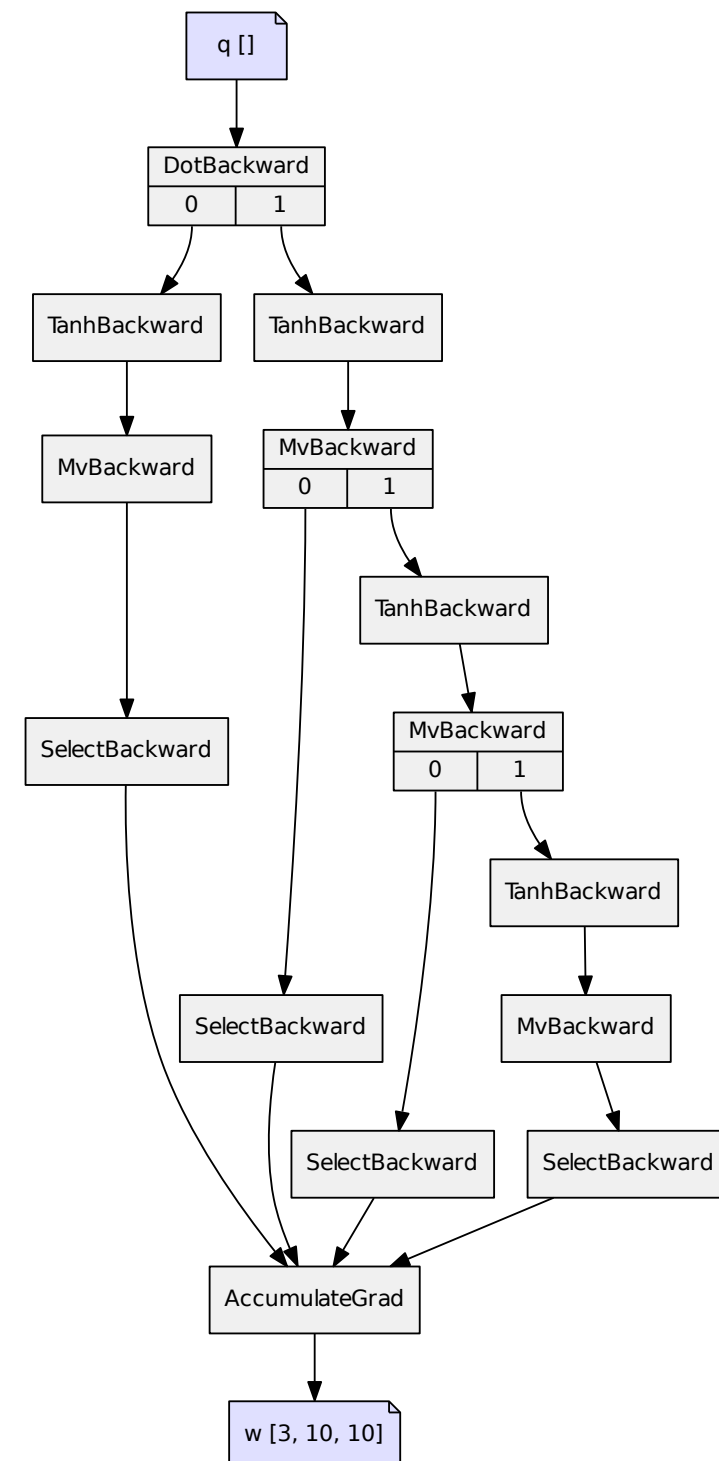 q []
DotBackward
0 1
TanhBackward TanhBackward
MvBackward
0 1
MvBackward
TanhBackward
MvBackward
0 1
SelectBackward
TanhBackward
SelectBackward
MvBackward
SelectBackward
SelectBackward
AccumulateGrad
w [3, 10, 10]